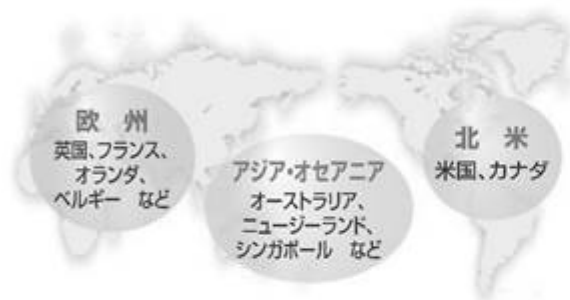 欧 州
英国、フランス、
オランダ、
ベルギー など
アジア・オセアニア
オーストラリア、
ニュージーランド、
シンガポール など
北 米
米国、カナダ